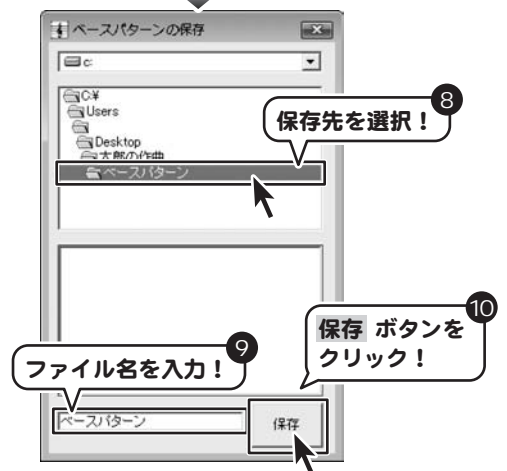 ベースパターンの保存
c:
C:¥
Users
Desktop
太郎の作曲
ベースパターン
⑧
保存先を選択！
⑨
ファイル名を入力！
⑩
保存 ボタンを
クリック！
ベースパターン
保存